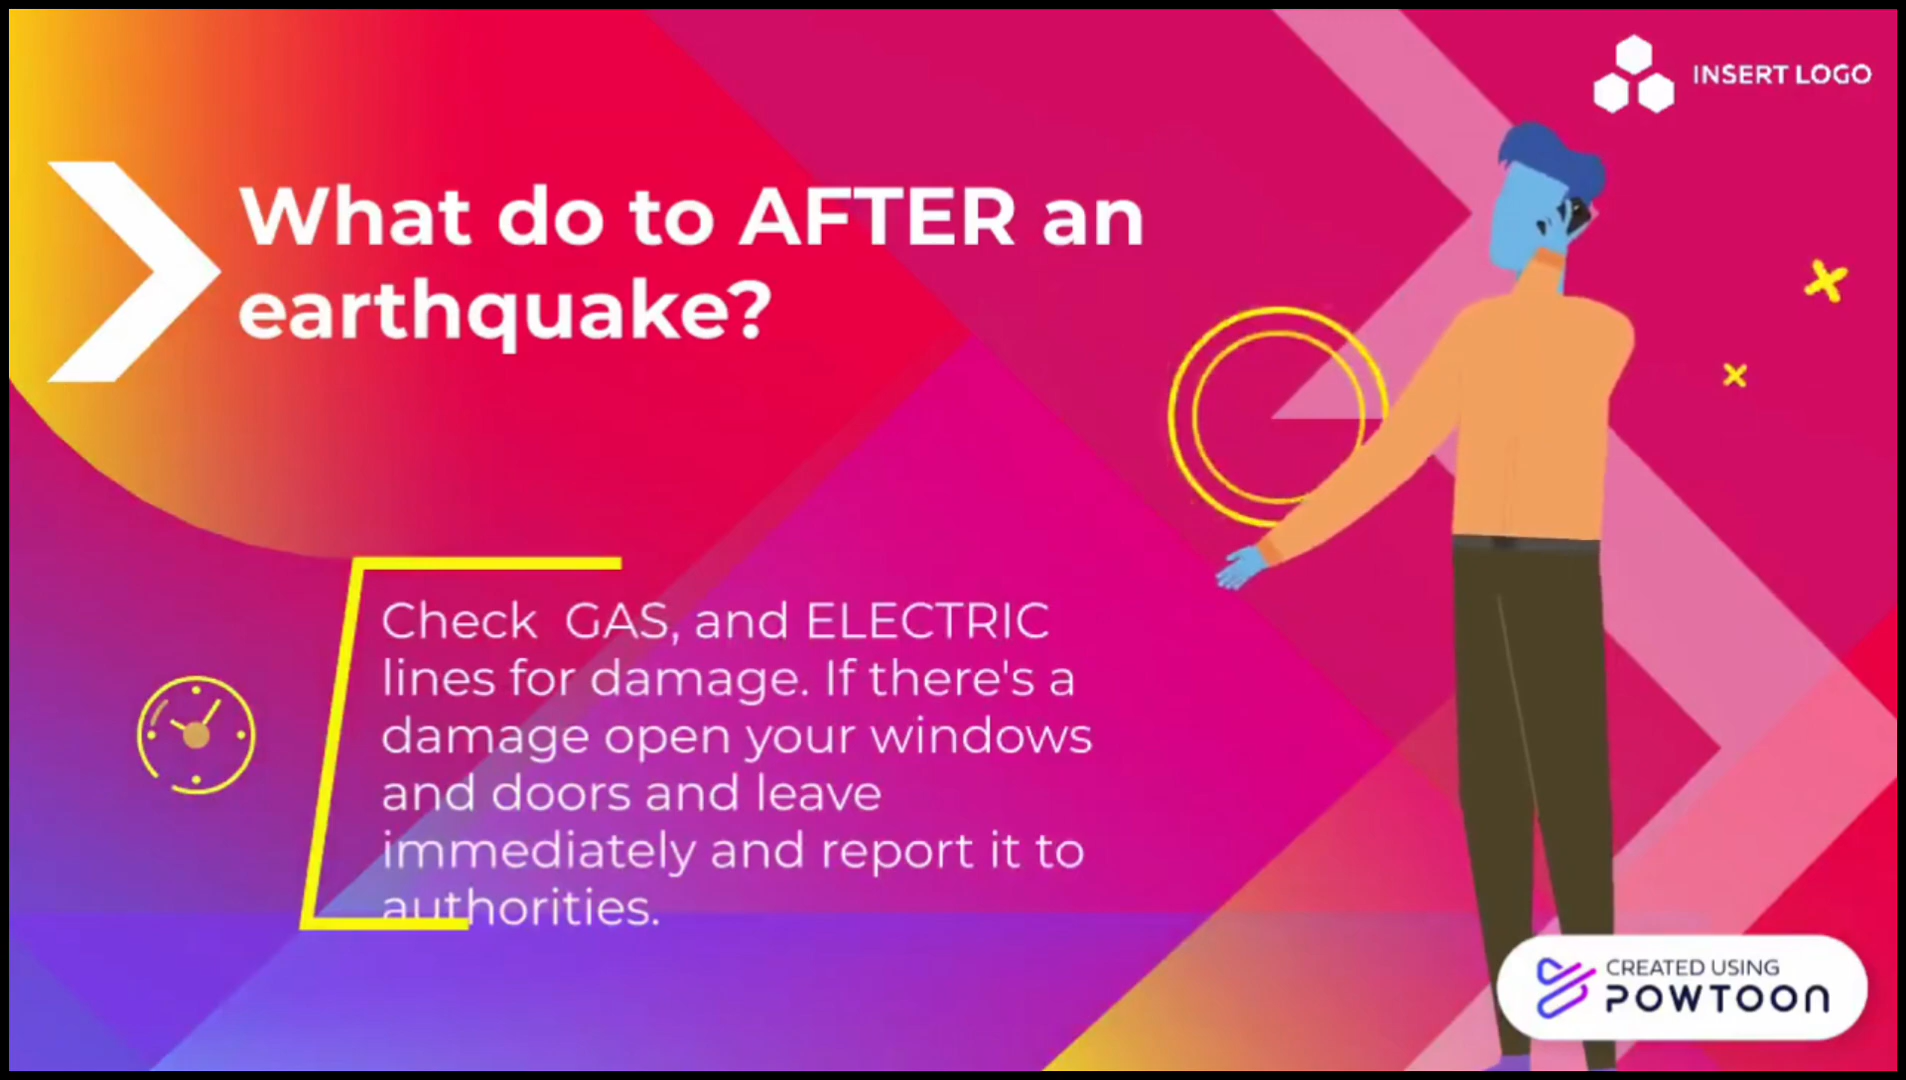 INSERT LOGO
What do to AFTER an
earthquake?
Check  GAS, and ELECTRIC
lines for damage. If there's a
damage open your windows
and doors and leave
immediately and report it to
authorities.
CREATED USING
POWTOON